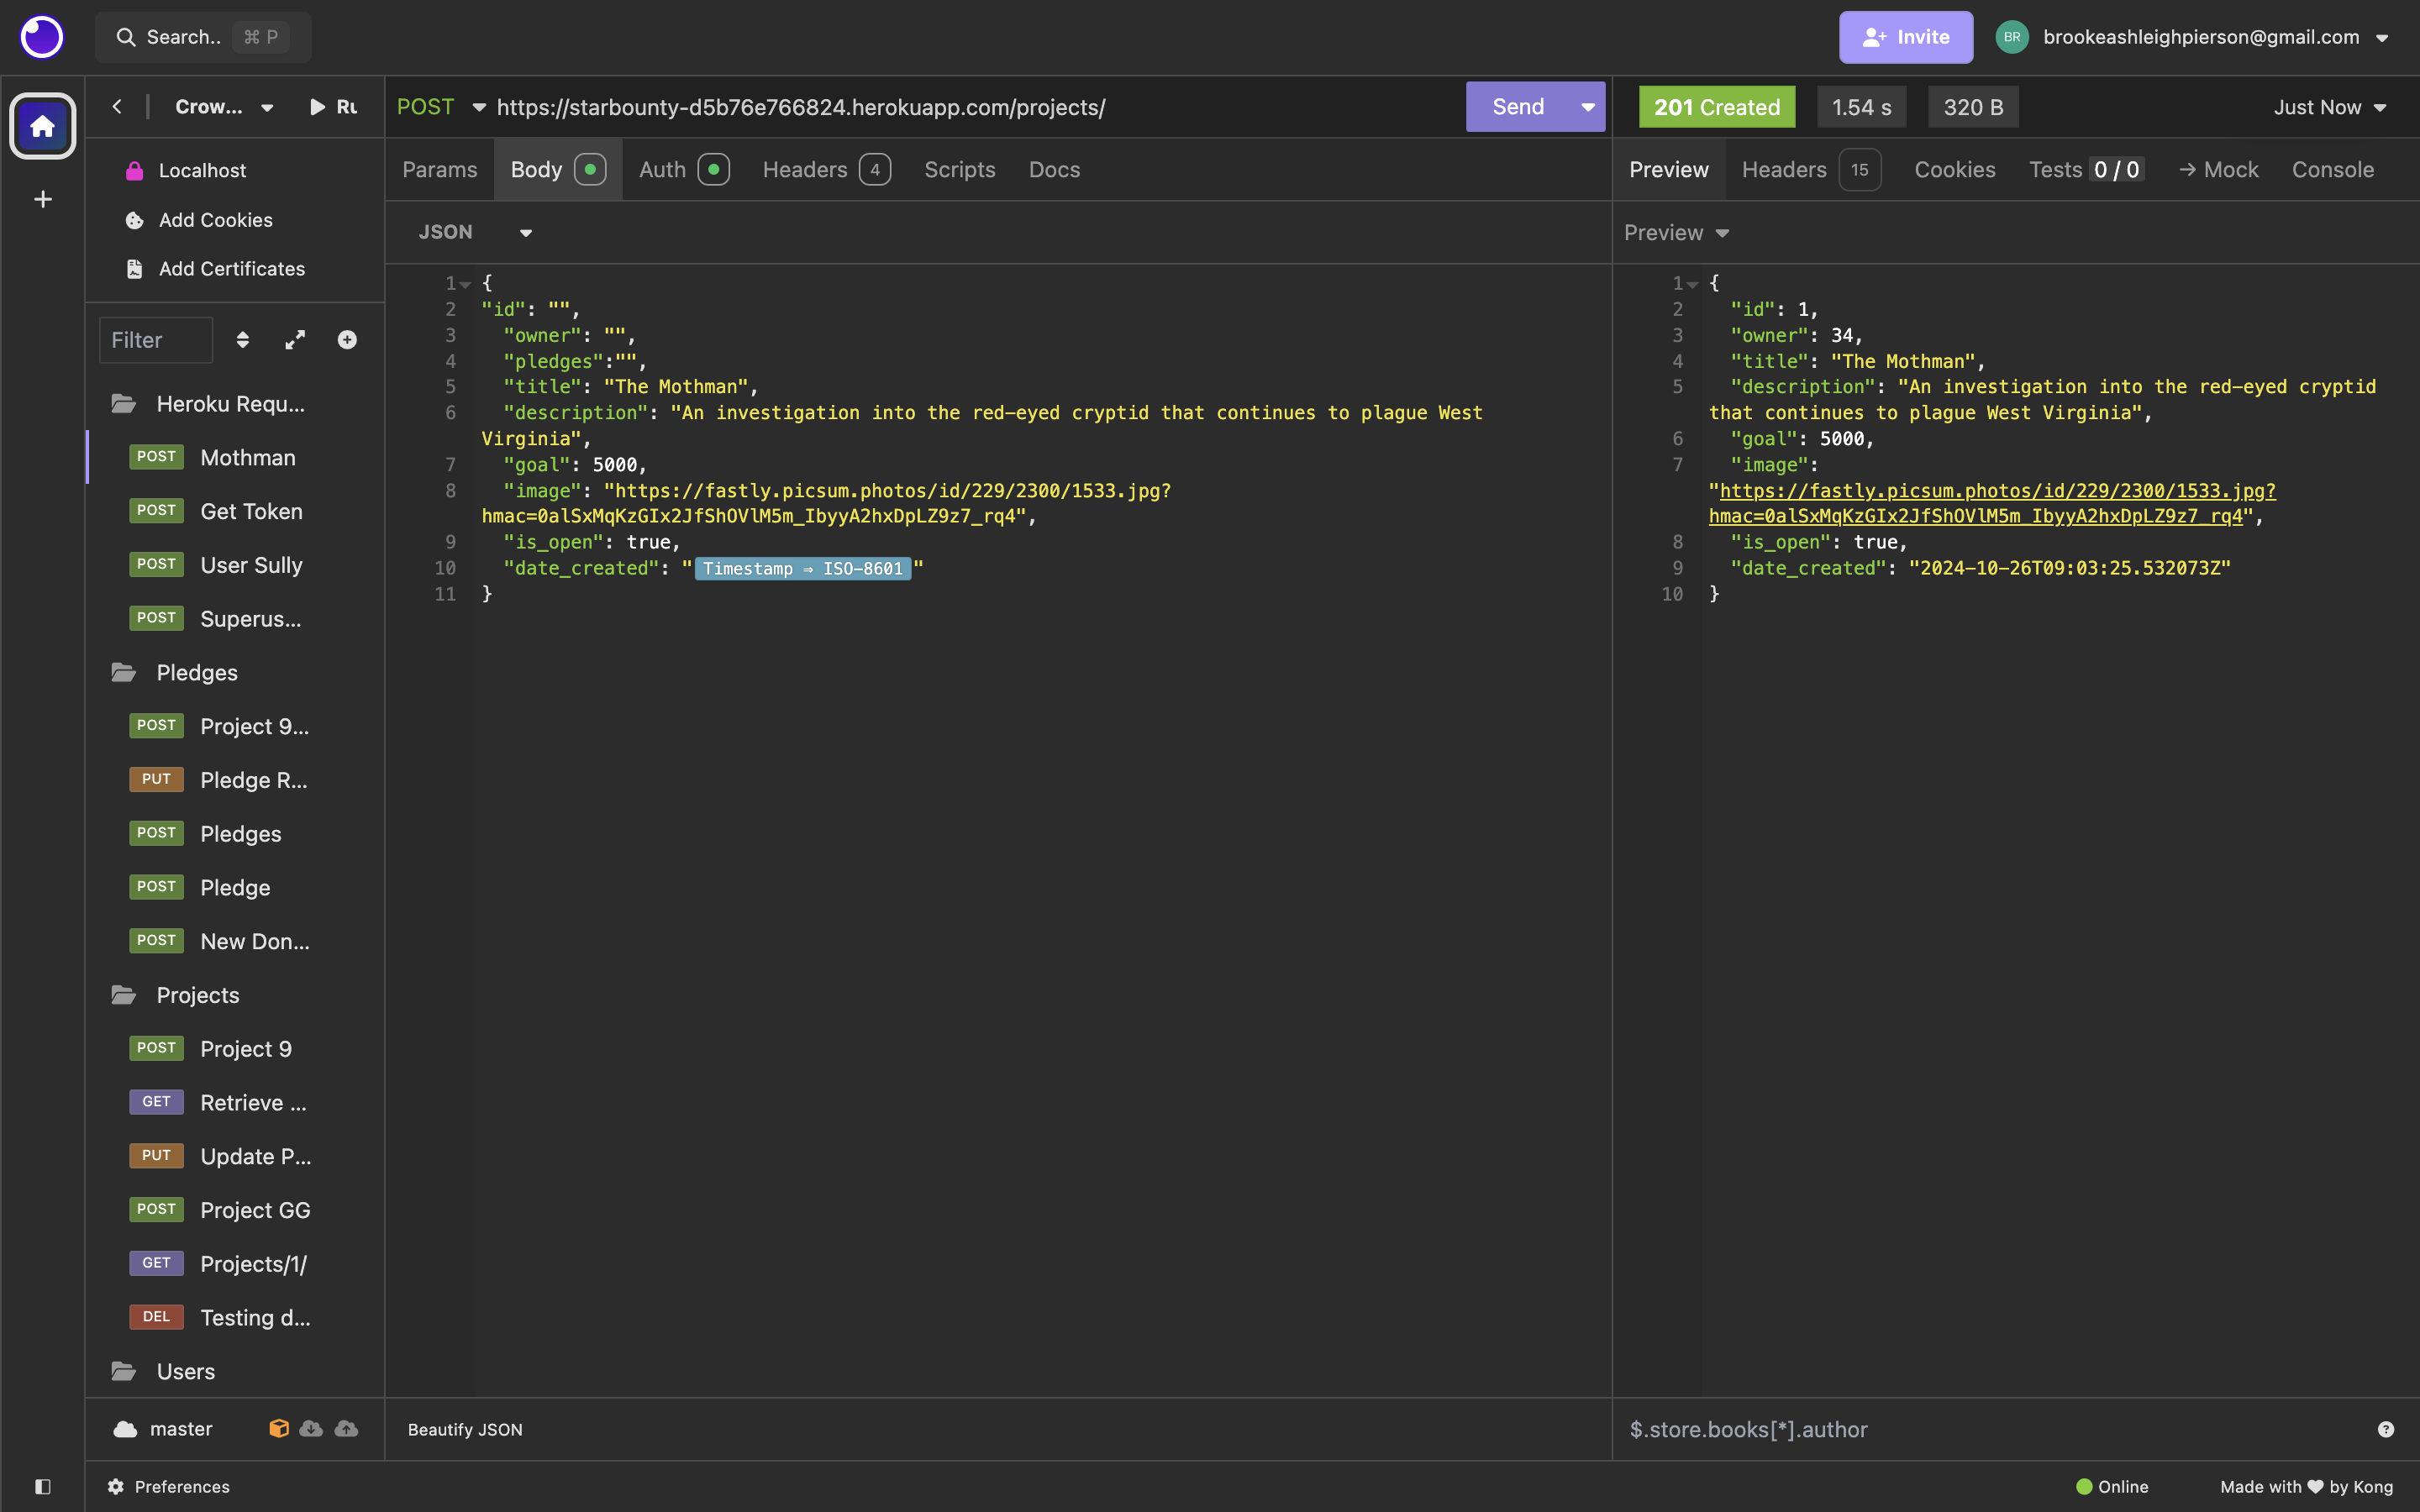 Search.. ⌘ P
Invite
BR brookeashleighpierson@gmail.com
Crow... Ru
POST https://starbounty-d5b76e766824.herokuapp.com/projects/ Send
201 Created 1.54 s 320 B Just Now
Localhost
Add Cookies
Add Certificates
Filter
Heroku Requ...
POST Mothman
POST Get Token
POST User Sully
POST Superus...
Pledges
POST Project 9...
PUT Pledge R...
POST Pledges
POST Pledge
POST New Don...
Projects
POST Project 9
GET Retrieve ...
PUT Update P...
POST Project GG
GET Projects/1/
DEL Testing d...
Users
master
Params Body Auth Headers 4 Scripts Docs
JSON
1 {
2 "id": "",
3 "owner": "",
4 "pledges":"",
5 "title": "The Mothman",
6 "description": "An investigation into the red-eyed cryptid that continues to plague West
Virginia",
7 "goal": 5000,
8 "image": "https://fastly.picsum.photos/id/229/2300/1533.jpg?
hmac=0alSxMqKzGIx2JfShOVlM5m_IbyyA2hxDpLZ9z7_rq4",
9 "is_open": true,
10 "date_created": "Timestamp ⇒ ISO-8601"
11 }
Beautify JSON
Preview Headers 15 Cookies Tests 0 / 0 → Mock Console
Preview
1 {
2 "id": 1,
3 "owner": 34,
4 "title": "The Mothman",
5 "description": "An investigation into the red-eyed cryptid
that continues to plague West Virginia",
6 "goal": 5000,
7 "image":
"https://fastly.picsum.photos/id/229/2300/1533.jpg?
hmac=0alSxMqKzGIx2JfShOVlM5m_IbyyA2hxDpLZ9z7_rq4",
8 "is_open": true,
9 "date_created": "2024-10-26T09:03:25.532073Z"
10 }
$.store.books[*].author
Preferences
Online
Made with ♥ by Kong